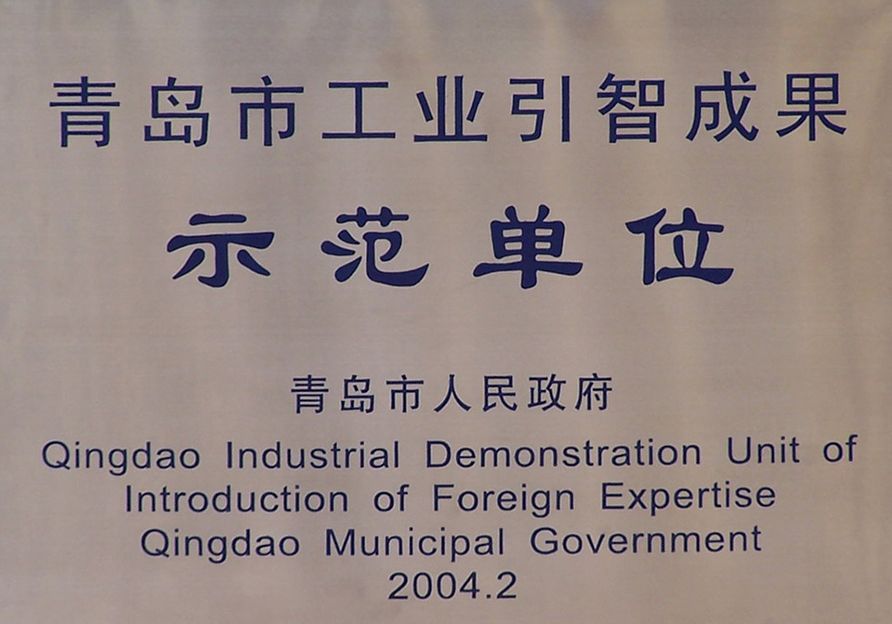 青岛市工业引智成果
示范单位
青岛市人民政府
Qingdao Industrial Demonstration Unit of
Introduction of Foreign Expertise
Qingdao Municipal Government
2004.2